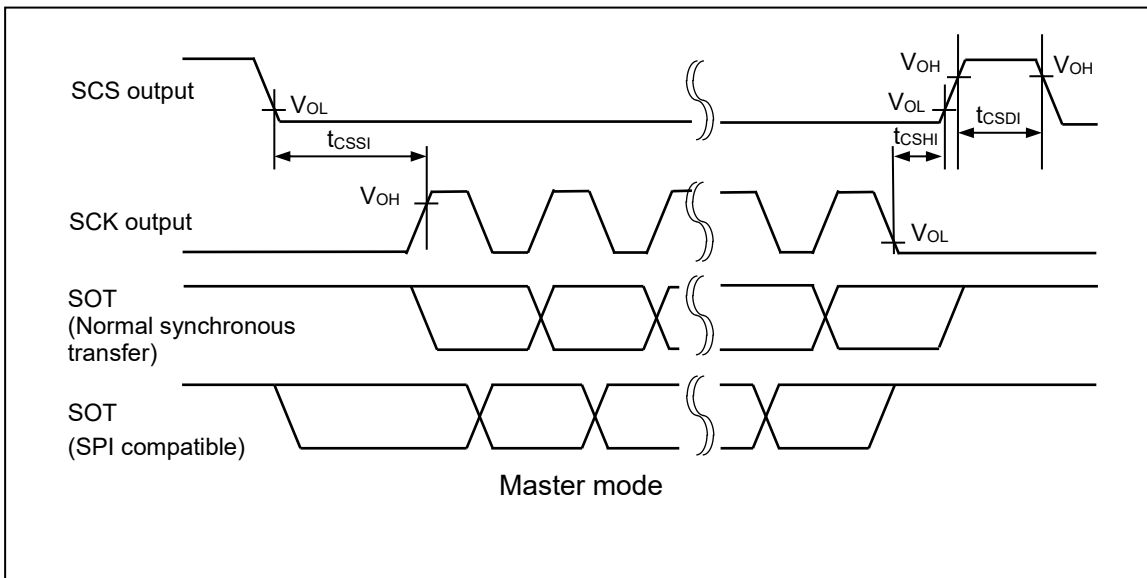 SCS output
VOL
tCSSI
VOH
VOL
tCSHI
tCSDI
VOH
SCK output
VOH
VOL
SOT
(Normal synchronous
transfer)
SOT
(SPI compatible)
Master mode